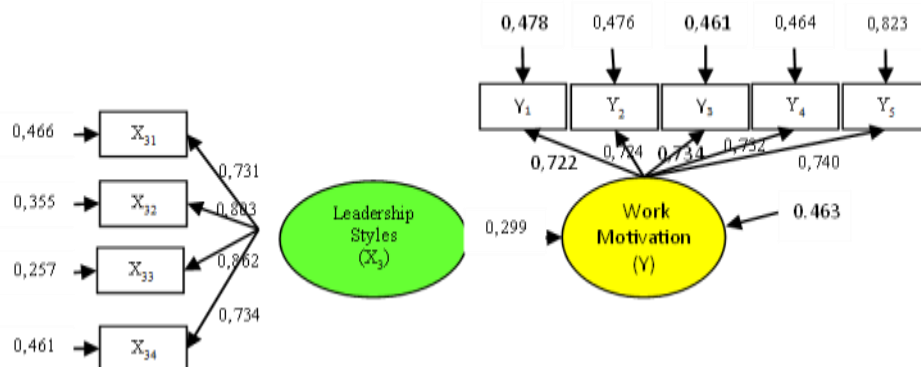 0,478 0,476 0,461 0,464 0,823
Y₁ Y₂ Y₃ Y₄ Y₅
0,722 0,724 0,734 0,732 0,740
0,466 X₃₁ 0,731
0,355 X₃₂ 0,803
0,257 X₃₃ 0,862
0,461 X₃₄ 0,734
Leadership
Styles
(X₃)
0,299
Work
Motivation
(Y)
0.463